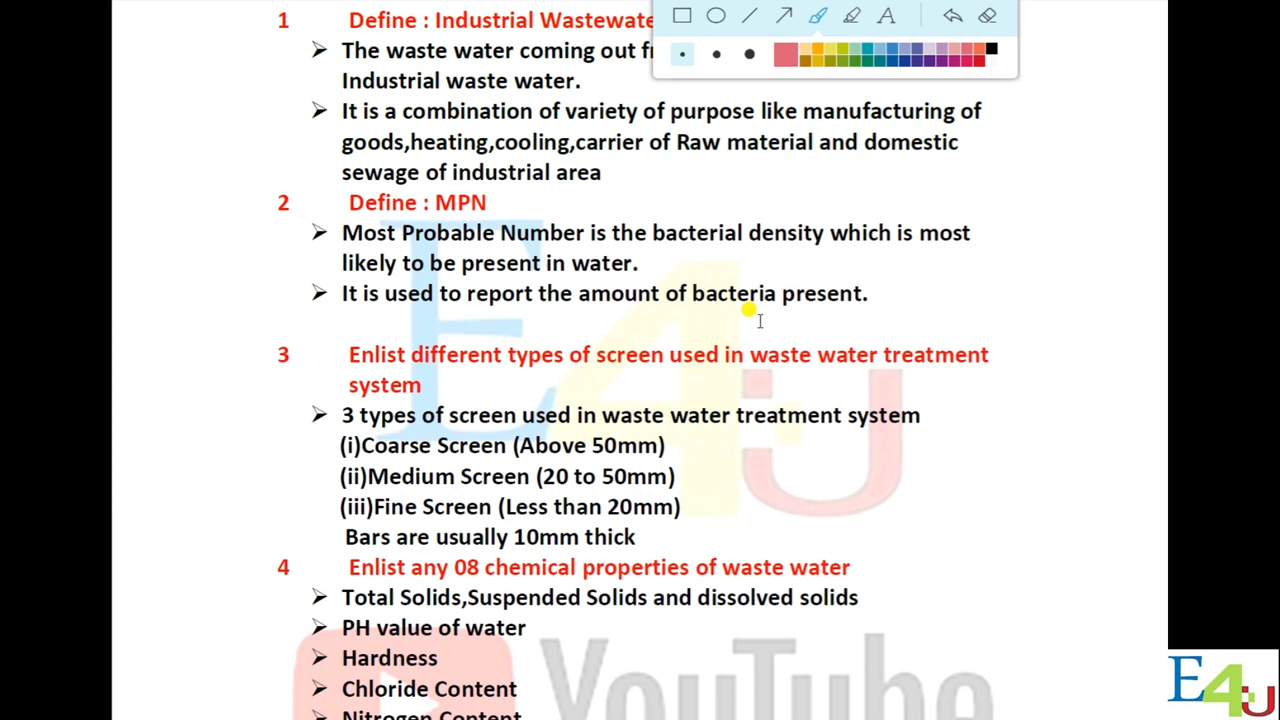 1 Define : Industrial Wastewate
➢ The waste water coming out fr
Industrial waste water.
➢ It is a combination of variety of purpose like manufacturing of
goods,heating,cooling,carrier of Raw material and domestic
sewage of industrial area
2 Define : MPN
➢ Most Probable Number is the bacterial density which is most
likely to be present in water.
➢ It is used to report the amount of bacteria present.
3 Enlist different types of screen used in waste water treatment
system
➢ 3 types of screen used in waste water treatment system
(i)Coarse Screen (Above 50mm)
(ii)Medium Screen (20 to 50mm)
(iii)Fine Screen (Less than 20mm)
Bars are usually 10mm thick
4 Enlist any 08 chemical properties of waste water
➢ Total Solids,Suspended Solids and dissolved solids
➢ PH value of water
➢ Hardness
➢ Chloride Content
➢ Nitrogen Content
E4U
YouTube
E4U